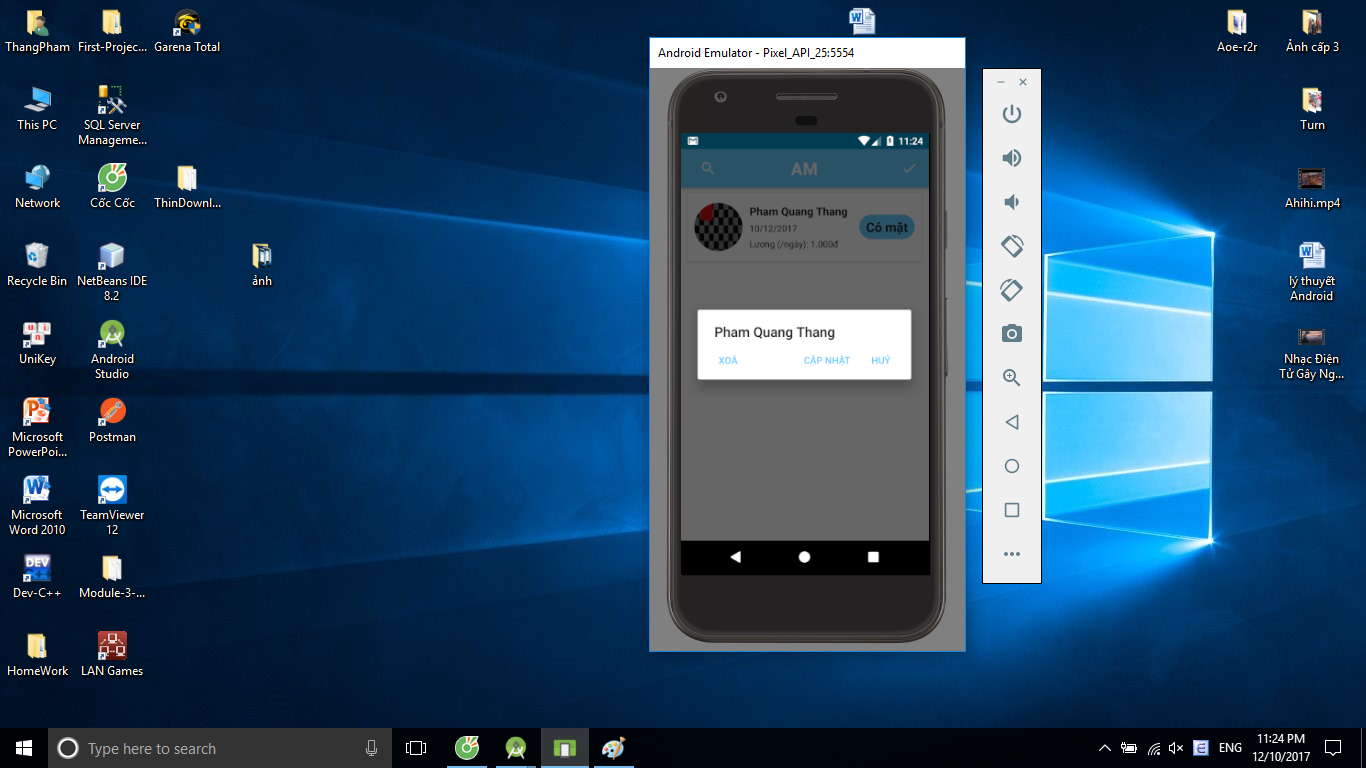 ThangPham
First-Projec...
Garena Total
This PC
SQL Server
Manageme...
Network
Cốc Cốc
ThinDownl...
Recycle Bin
NetBeans IDE
8.2
ảnh
UniKey
Android
Studio
Microsoft
PowerPoi...
Postman
Microsoft
Word 2010
TeamViewer
12
DEV
Dev-C++
Module-3-...
HomeWork
LAN Games
Android Emulator - Pixel_API_25:5554
11:24
AM
Pham Quang Thang
10/12/2017
Lương (/ngày): 1.000đ
Có mặt
Pham Quang Thang
XOÁ
CẬP NHẬT
HUỶ
Aoe-r2r
Ảnh cấp 3
Turn
Ahihi.mp4
lý thuyết
Android
Nhạc Điện
Tử Gây Ng...
Type here to search
ENG
11:24 PM
12/10/2017